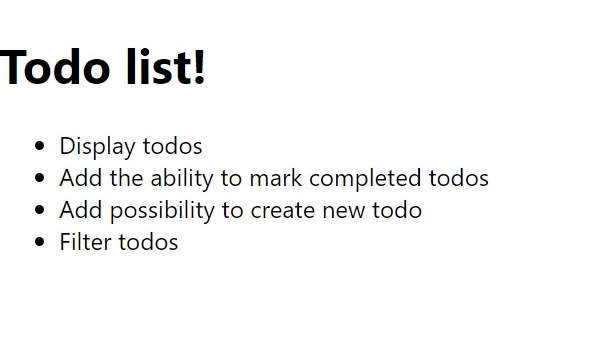 Todo list!
Display todos
Add the ability to mark completed todos
Add possibility to create new todo
Filter todos